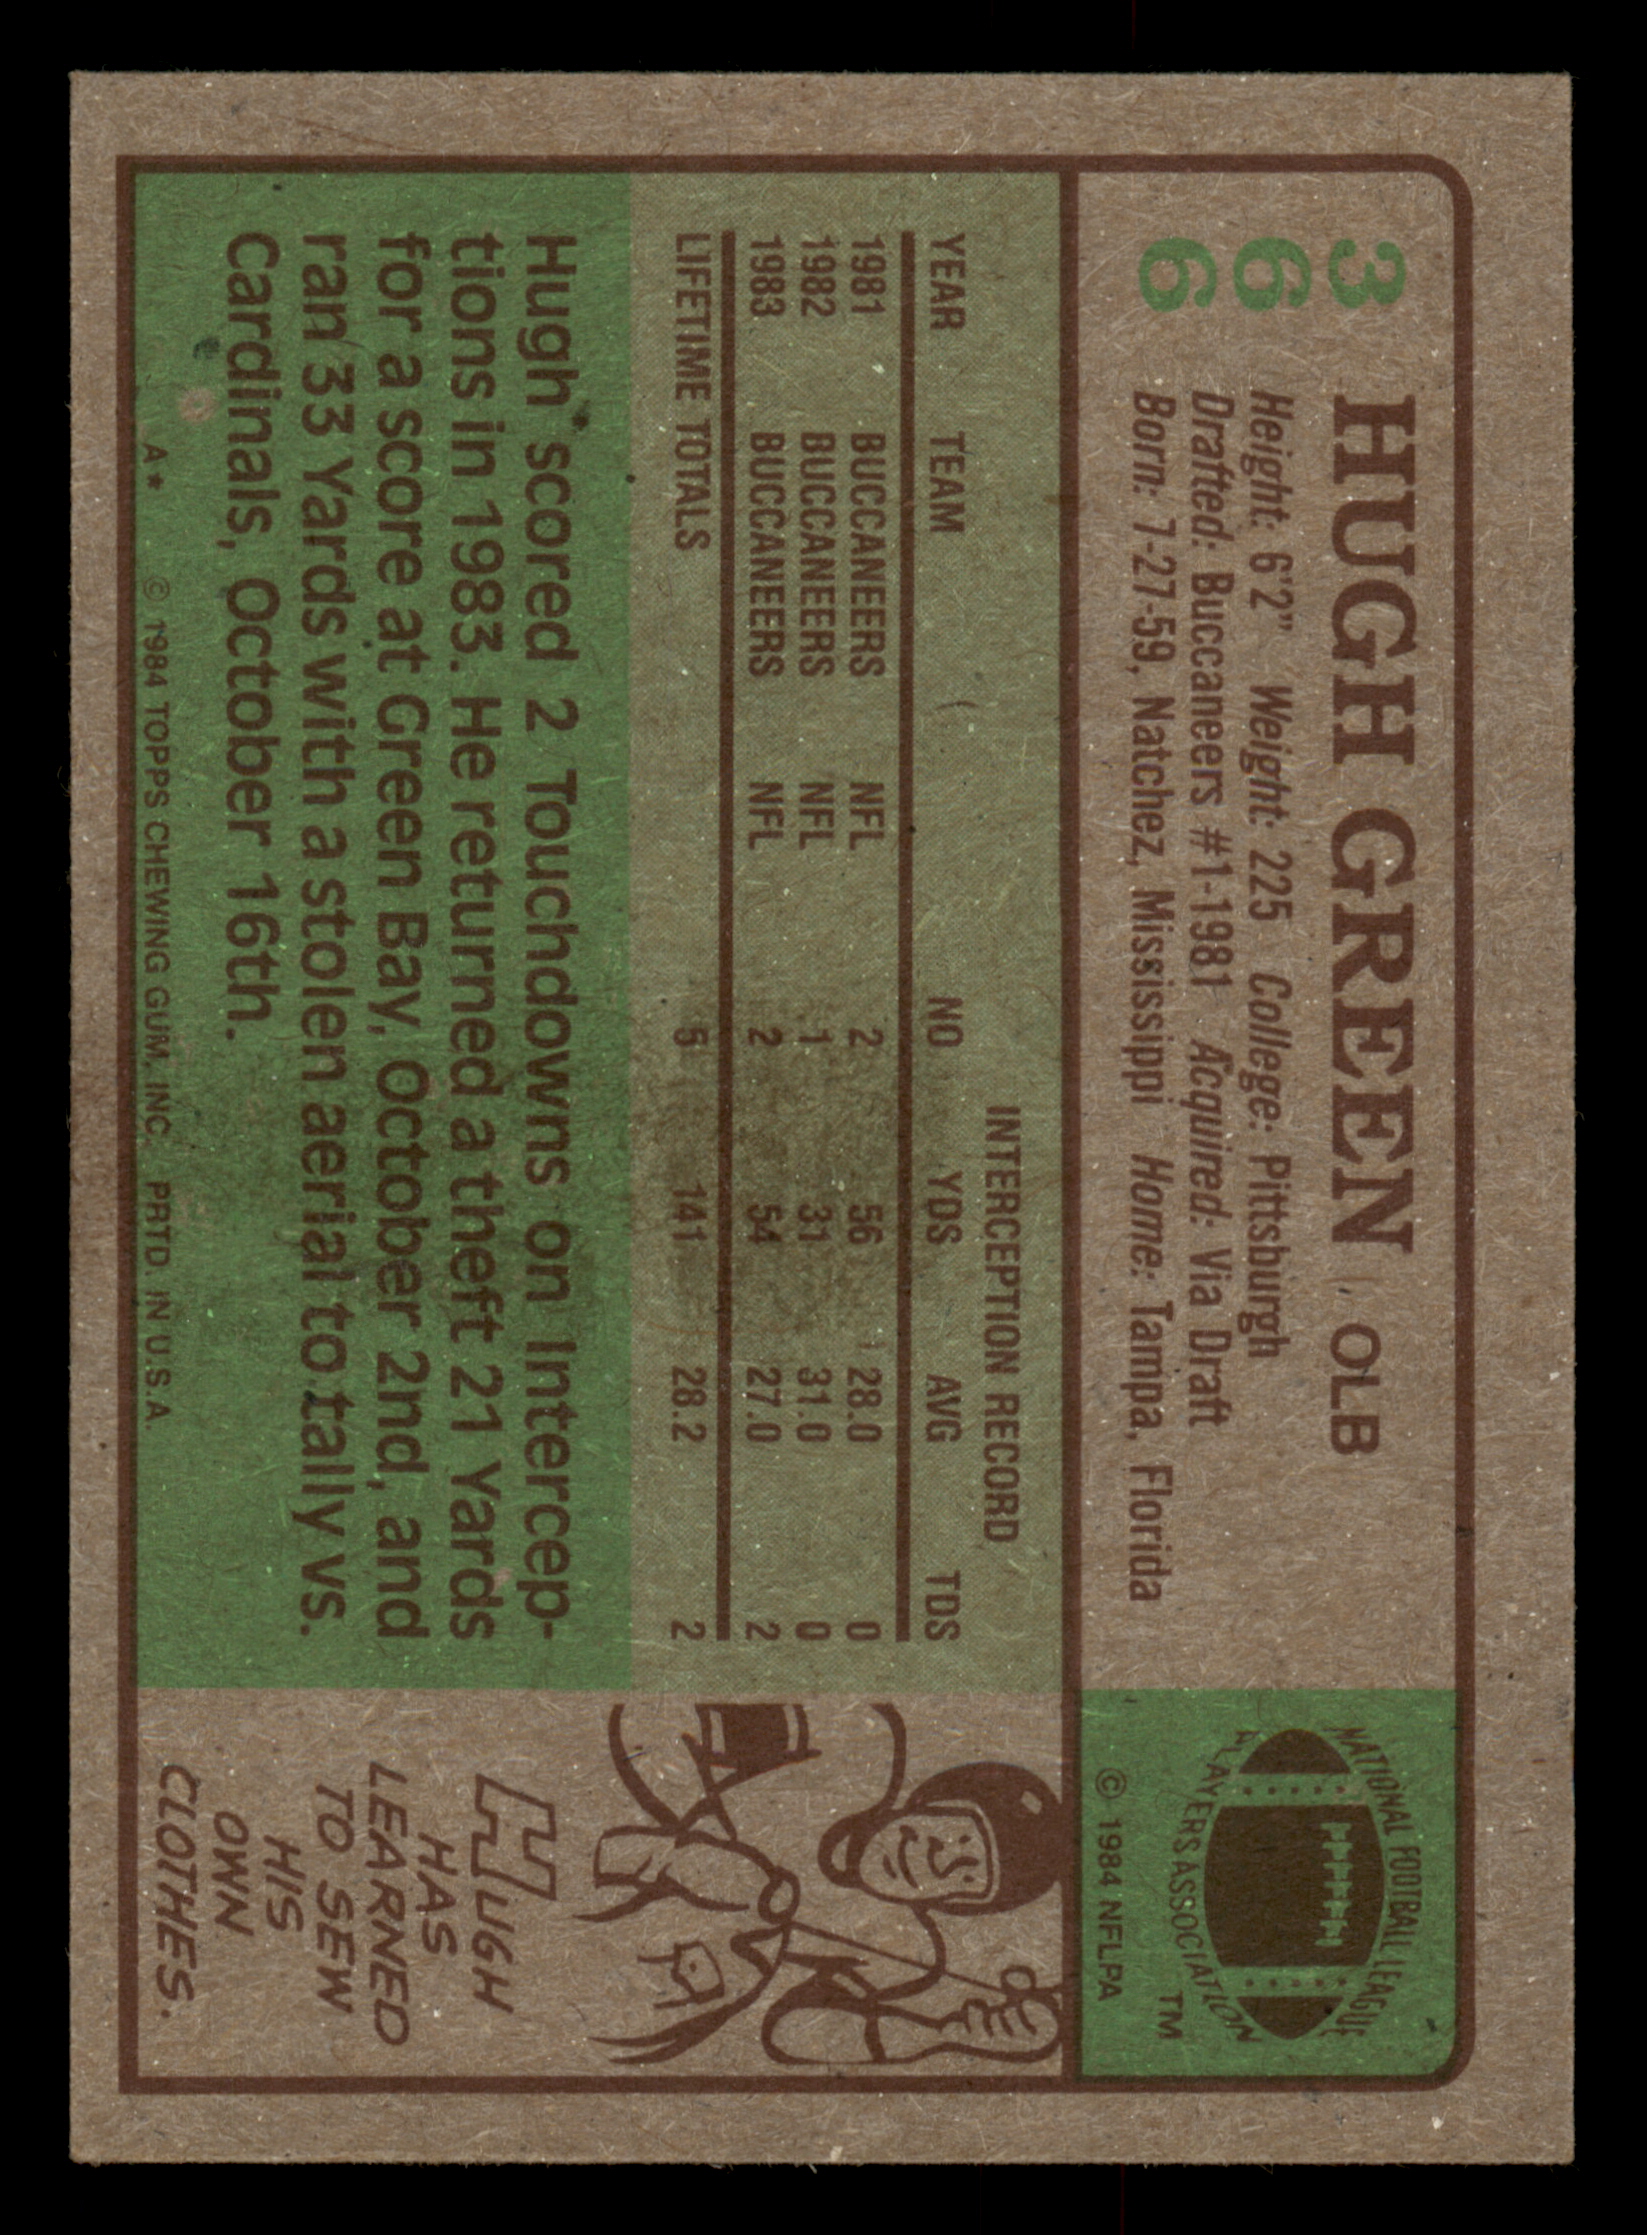 366
HUGH GREEN OLB
Height: 6'2" Weight: 225 College: Pittsburgh
Drafted: Buccaneers #1-1981 Acquired: Via Draft
Born: 7-27-59, Natchez, Mississippi Home: Tampa, Florida
NATIONAL FOOTBALL LEAGUE
PLAYERS ASSOCIATION
TM
© 1984 NFLPA
INTERCEPTION RECORD
YEAR TEAM NO YDS AVG TDS
1981 BUCCANEERS NFL 2 56 28.0 0
1982 BUCCANEERS NFL 1 31 31.0 0
1983 BUCCANEERS NFL 2 54 27.0 2
LIFETIME TOTALS 5 141 28.2 2
Hugh scored 2 Touchdowns on Intercep-
tions in 1983. He returned a theft 21 Yards
for a score at Green Bay, October 2nd, and
ran 33 Yards with a stolen aerial to tally vs.
Cardinals, October 16th.
A* © 1984 TOPPS CHEWING GUM, INC. PRTD. IN U.S.A.
HUGH
HAS
LEARNED
TO SEW
HIS
OWN
CLOTHES.